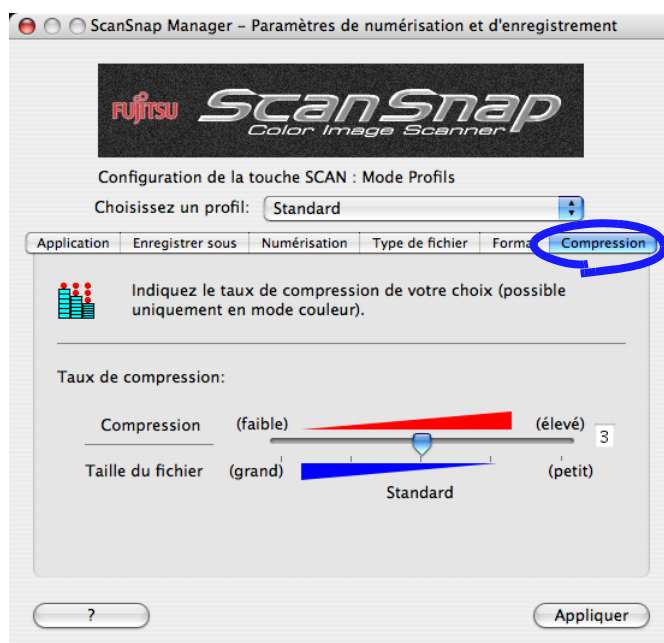 ScanSnap Manager – Paramètres de numérisation et d'enregistrement
FUJITSU ScanSnap
Color Image Scanner
Configuration de la touche SCAN : Mode Profils
Choisissez un profil: Standard
Application Enregistrer sous Numérisation Type de fichier Forma Compression
Indiquez le taux de compression de votre choix (possible
uniquement en mode couleur).
Taux de compression:
Compression (faible) (élevé) 3
Taille du fichier (grand) (petit)
Standard
? Appliquer